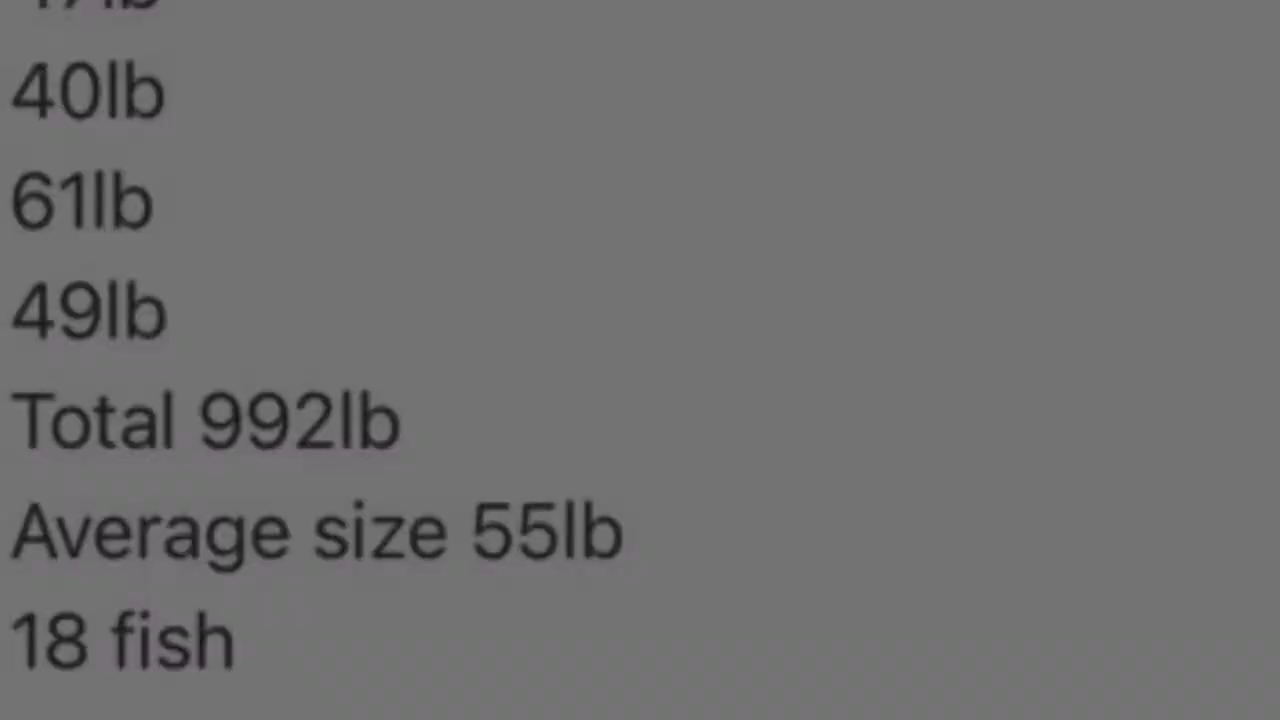 40lb
61lb
49lb
Total 992lb
Average size 55lb
18 fish